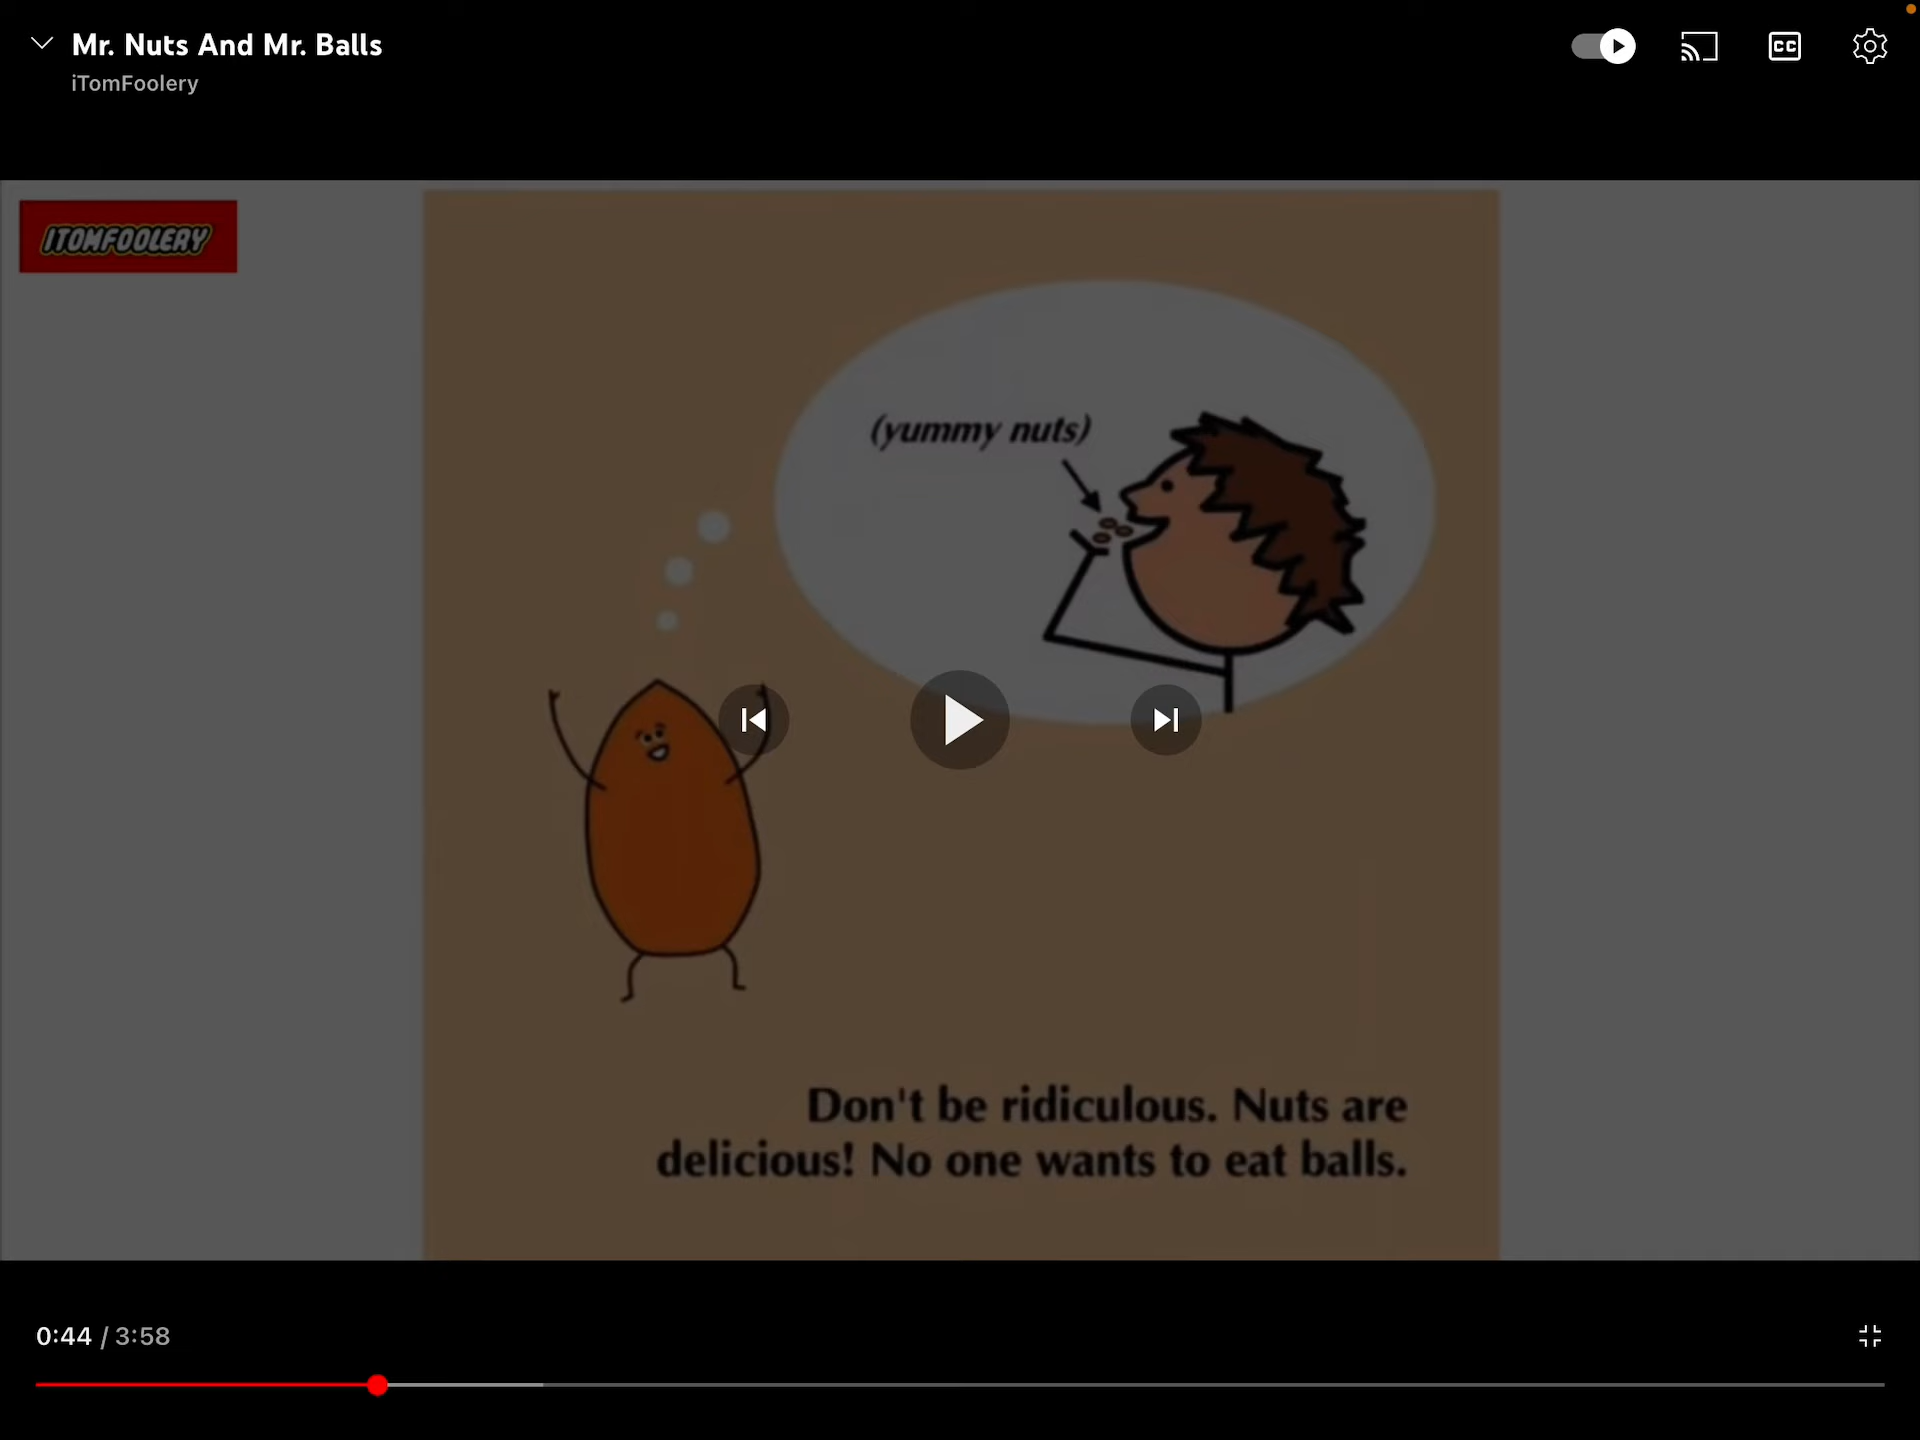 Mr. Nuts And Mr. Balls
iTomFoolery
CC
ITOMFOOLERY
(yummy nuts)
Don't be ridiculous. Nuts are
delicious! No one wants to eat balls.
0:44 / 3:58